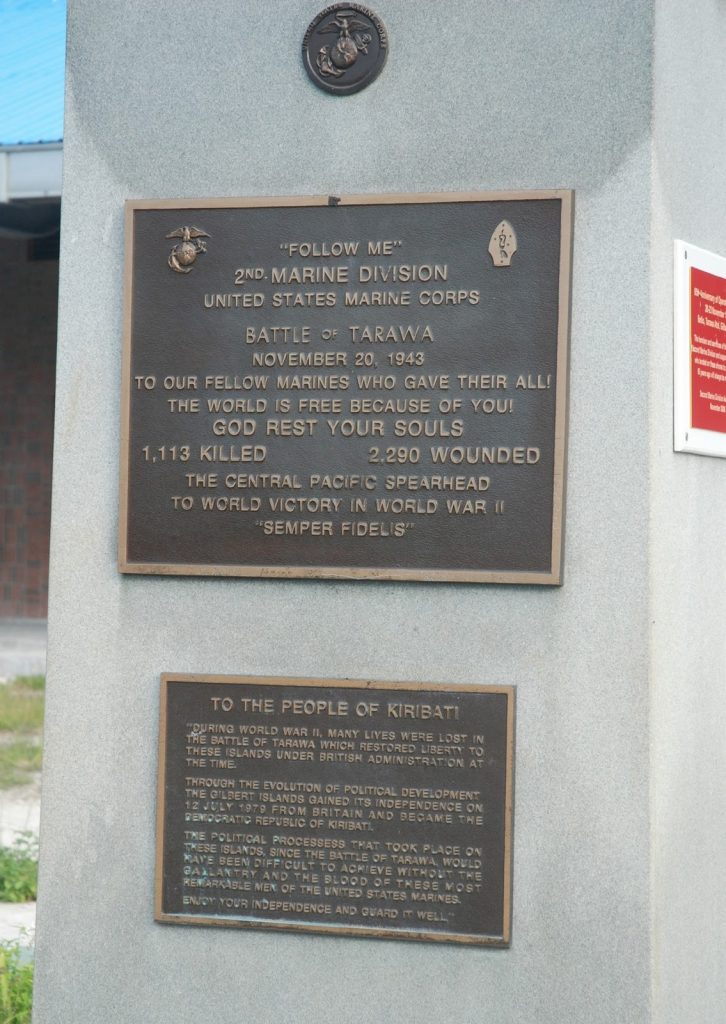 "FOLLOW ME"
2ND. MARINE DIVISION
UNITED STATES MARINE CORPS
BATTLE OF TARAWA
NOVEMBER 20, 1943
TO OUR FELLOW MARINES WHO GAVE THEIR ALL!
THE WORLD IS FREE BECAUSE OF YOU!
GOD REST YOUR SOULS
1,113 KILLED 2,290 WOUNDED
THE CENTRAL PACIFIC SPEARHEAD
TO WORLD VICTORY IN WORLD WAR II
"SEMPER FIDELIS"
TO THE PEOPLE OF KIRIBATI
"DURING WORLD WAR II, MANY LIVES WERE LOST IN
THE BATTLE OF TARAWA WHICH RESTORED LIBERTY TO
THESE ISLANDS UNDER BRITISH ADMINISTRATION AT
THE TIME.
THROUGH THE EVOLUTION OF POLITICAL DEVELOPMENT
THE GILBERT ISLANDS GAINED ITS INDEPENDENCE ON
12 JULY 1979 FROM BRITAIN AND BECAME THE
DEMOCRATIC REPUBLIC OF KIRIBATI.
THE POLITICAL PROCESSESS THAT TOOK PLACE ON
THESE ISLANDS, SINCE THE BATTLE OF TARAWA, WOULD
HAVE BEEN DIFFICULT TO ACHIEVE WITHOUT THE
GALLANTRY AND THE BLOOD OF THESE MOST
REMARKABLE MEN OF THE UNITED STATES MARINES.
ENJOY YOUR INDEPENDENCE AND GUARD IT WELL."